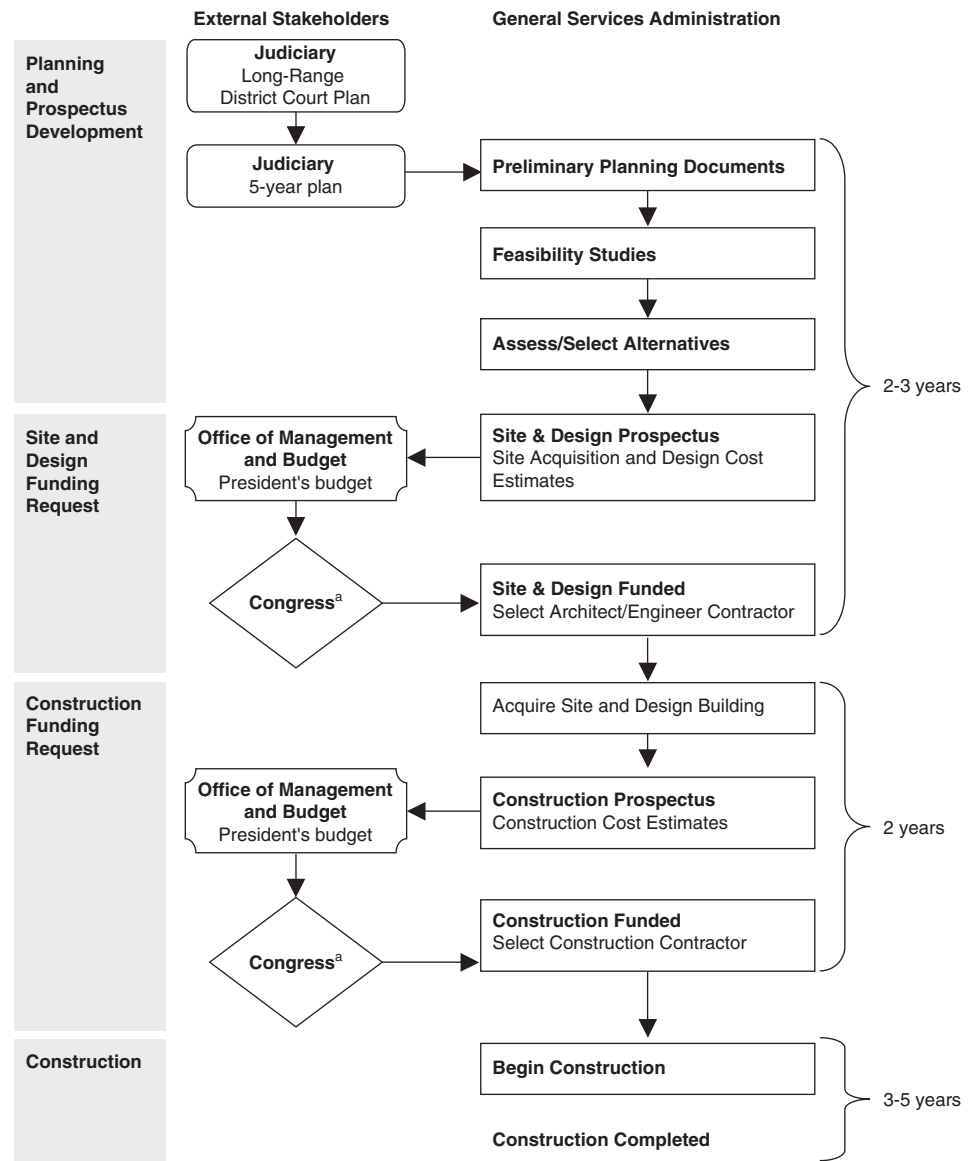 External Stakeholders
General Services Administration
Planning
and
Prospectus
Development
Judiciary
Long-Range
District Court Plan
Judiciary
5-year plan
Preliminary Planning Documents
Feasibility Studies
Assess/Select Alternatives
2-3 years
Site and
Design
Funding
Request
Office of Management
and Budget
President's budget
Site & Design Prospectus
Site Acquisition and Design Cost
Estimates
Congressᵃ
Site & Design Funded
Select Architect/Engineer Contractor
Construction
Funding
Request
Acquire Site and Design Building
Office of Management
and Budget
President's budget
Construction Prospectus
Construction Cost Estimates
2 years
Congressᵃ
Construction Funded
Select Construction Contractor
Construction
Begin Construction
3-5 years
Construction Completed